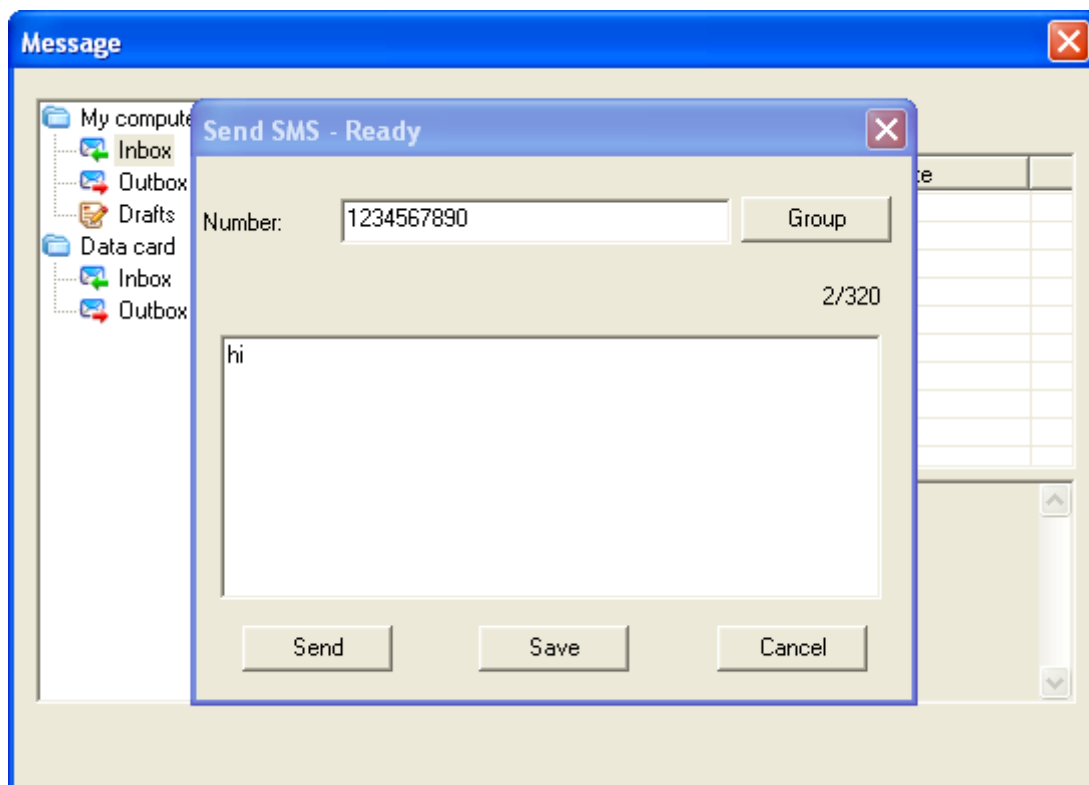 Message
My compute
Inbox
Outbox
Drafts
Data card
Inbox
Outbox
Send SMS - Ready
Number:
1234567890
Group
2/320
hi
Send
Save
Cancel
te